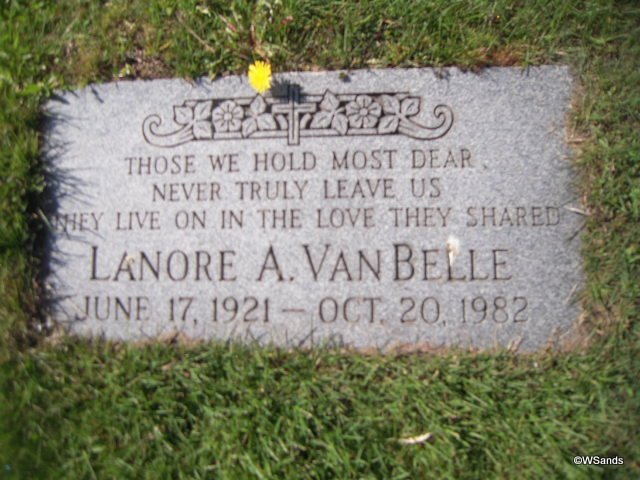 THOSE WE HOLD MOST DEAR
NEVER TRULY LEAVE US
THEY LIVE ON IN THE LOVE THEY SHARED
LANORE A. VANBELLE
JUNE 17, 1921 — OCT. 20, 1982
©WSands